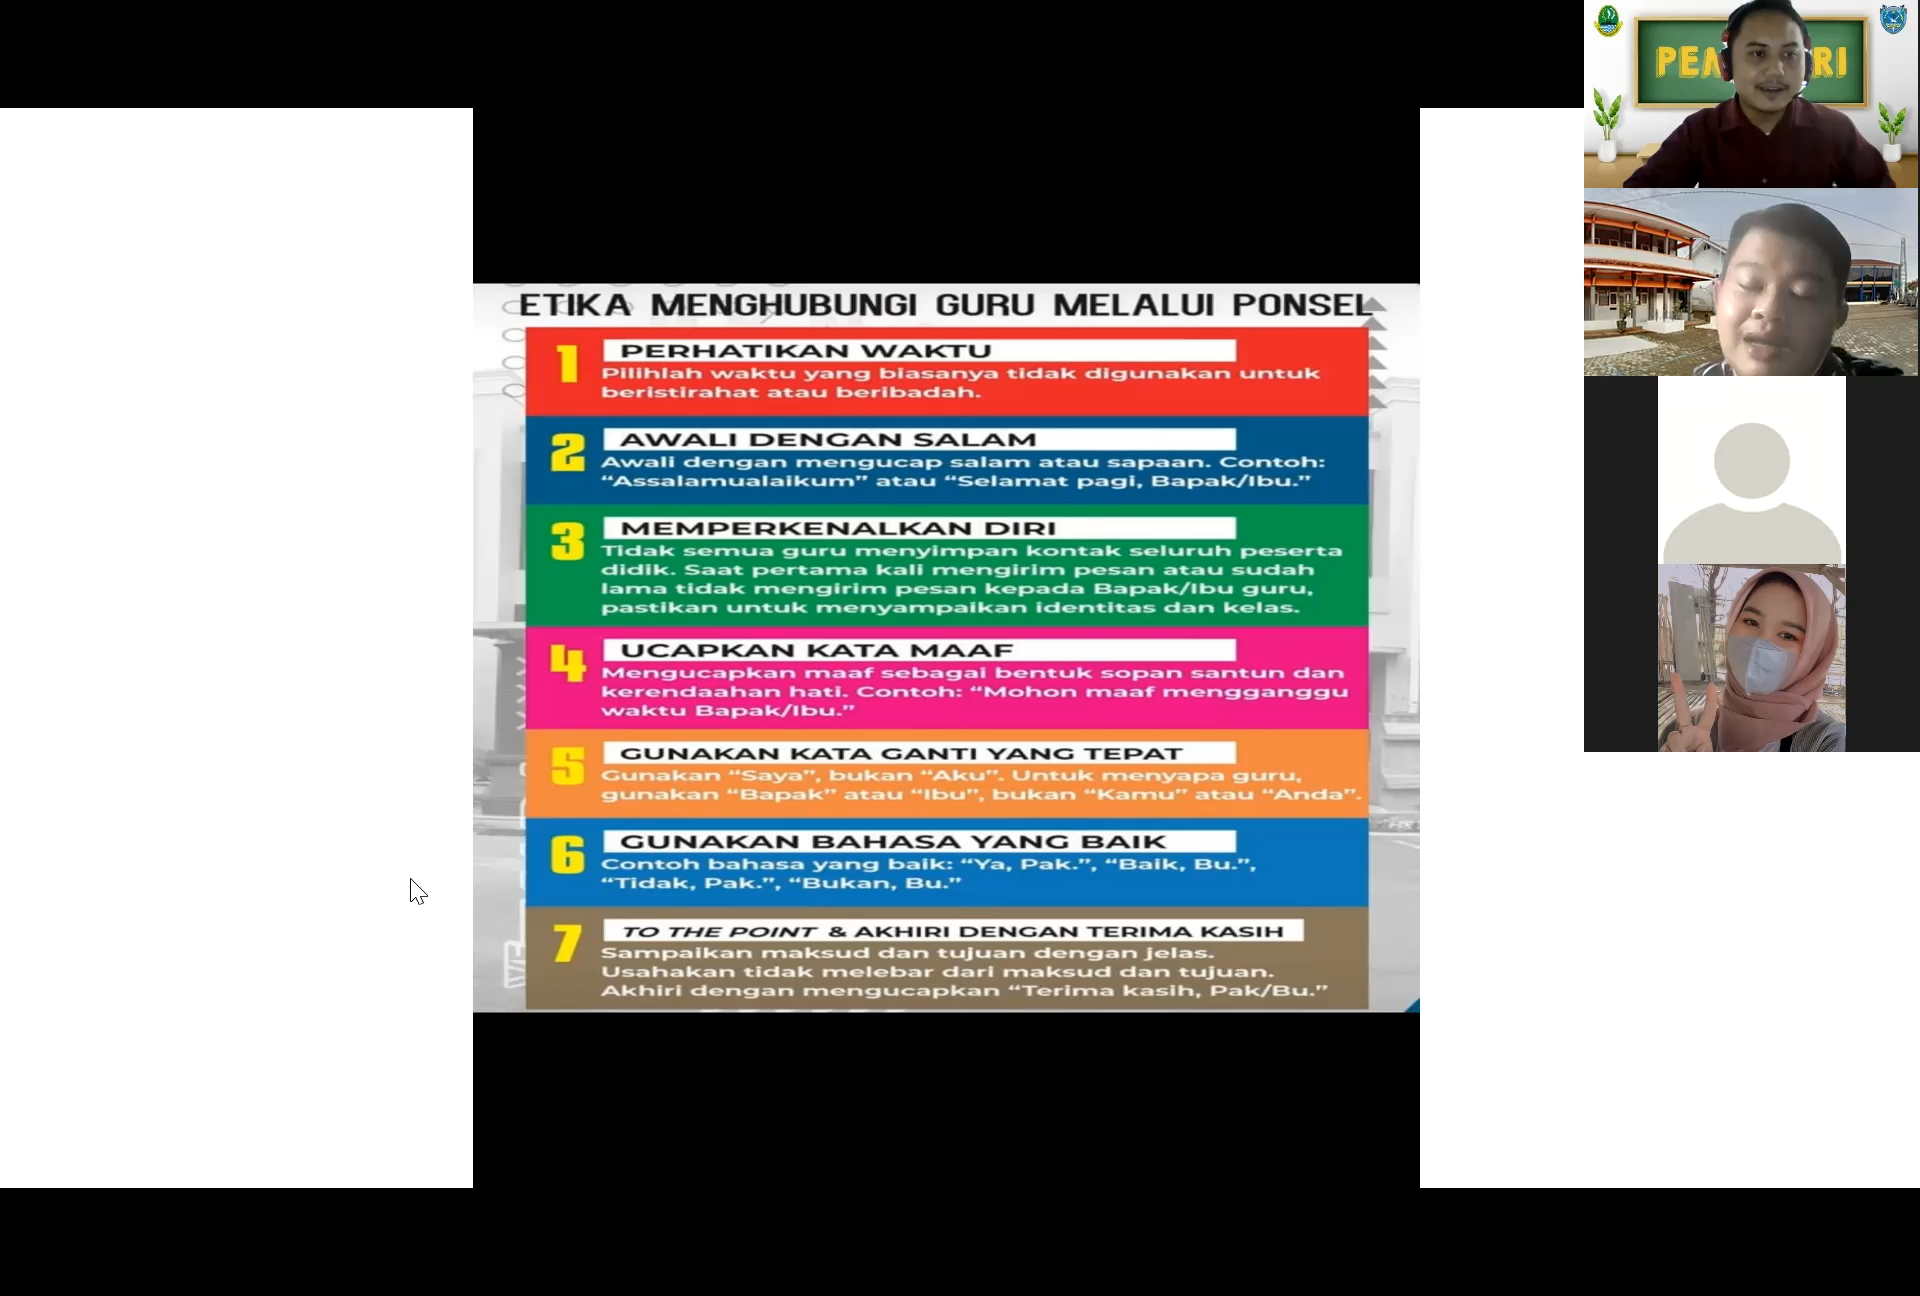 ETIKA MENGHUBUNGI GURU MELALUI PONSEL
1 PERHATIKAN WAKTU
Pilihlah waktu yang biasanya tidak digunakan untuk
beristirahat atau beribadah.
2 AWALI DENGAN SALAM
Awali dengan mengucap salam atau sapaan. Contoh:
“Assalamualaikum” atau “Selamat pagi, Bapak/Ibu.”
3 MEMPERKENALKAN DIRI
Tidak semua guru menyimpan kontak seluruh peserta
didik. Saat pertama kali mengirim pesan atau sudah
lama tidak mengirim pesan kepada Bapak/Ibu guru,
pastikan untuk menyampaikan identitas dan kelas.
4 UCAPKAN KATA MAAF
Mengucapkan maaf sebagai bentuk sopan santun dan
kerendaahan hati. Contoh: “Mohon maaf mengganggu
waktu Bapak/Ibu.”
5 GUNAKAN KATA GANTI YANG TEPAT
Gunakan “Saya”, bukan “Aku”. Untuk menyapa guru,
gunakan “Bapak” atau “Ibu”, bukan “Kamu” atau “Anda”.
6 GUNAKAN BAHASA YANG BAIK
Contoh bahasa yang baik: “Ya, Pak.”, “Baik, Bu.”,
“Tidak, Pak.”, “Bukan, Bu.”
7 TO THE POINT & AKHIRI DENGAN TERIMA KASIH
Sampaikan maksud dan tujuan dengan jelas.
Usahakan tidak melebar dari maksud dan tujuan.
Akhiri dengan mengucapkan “Terima kasih, Pak/Bu.”